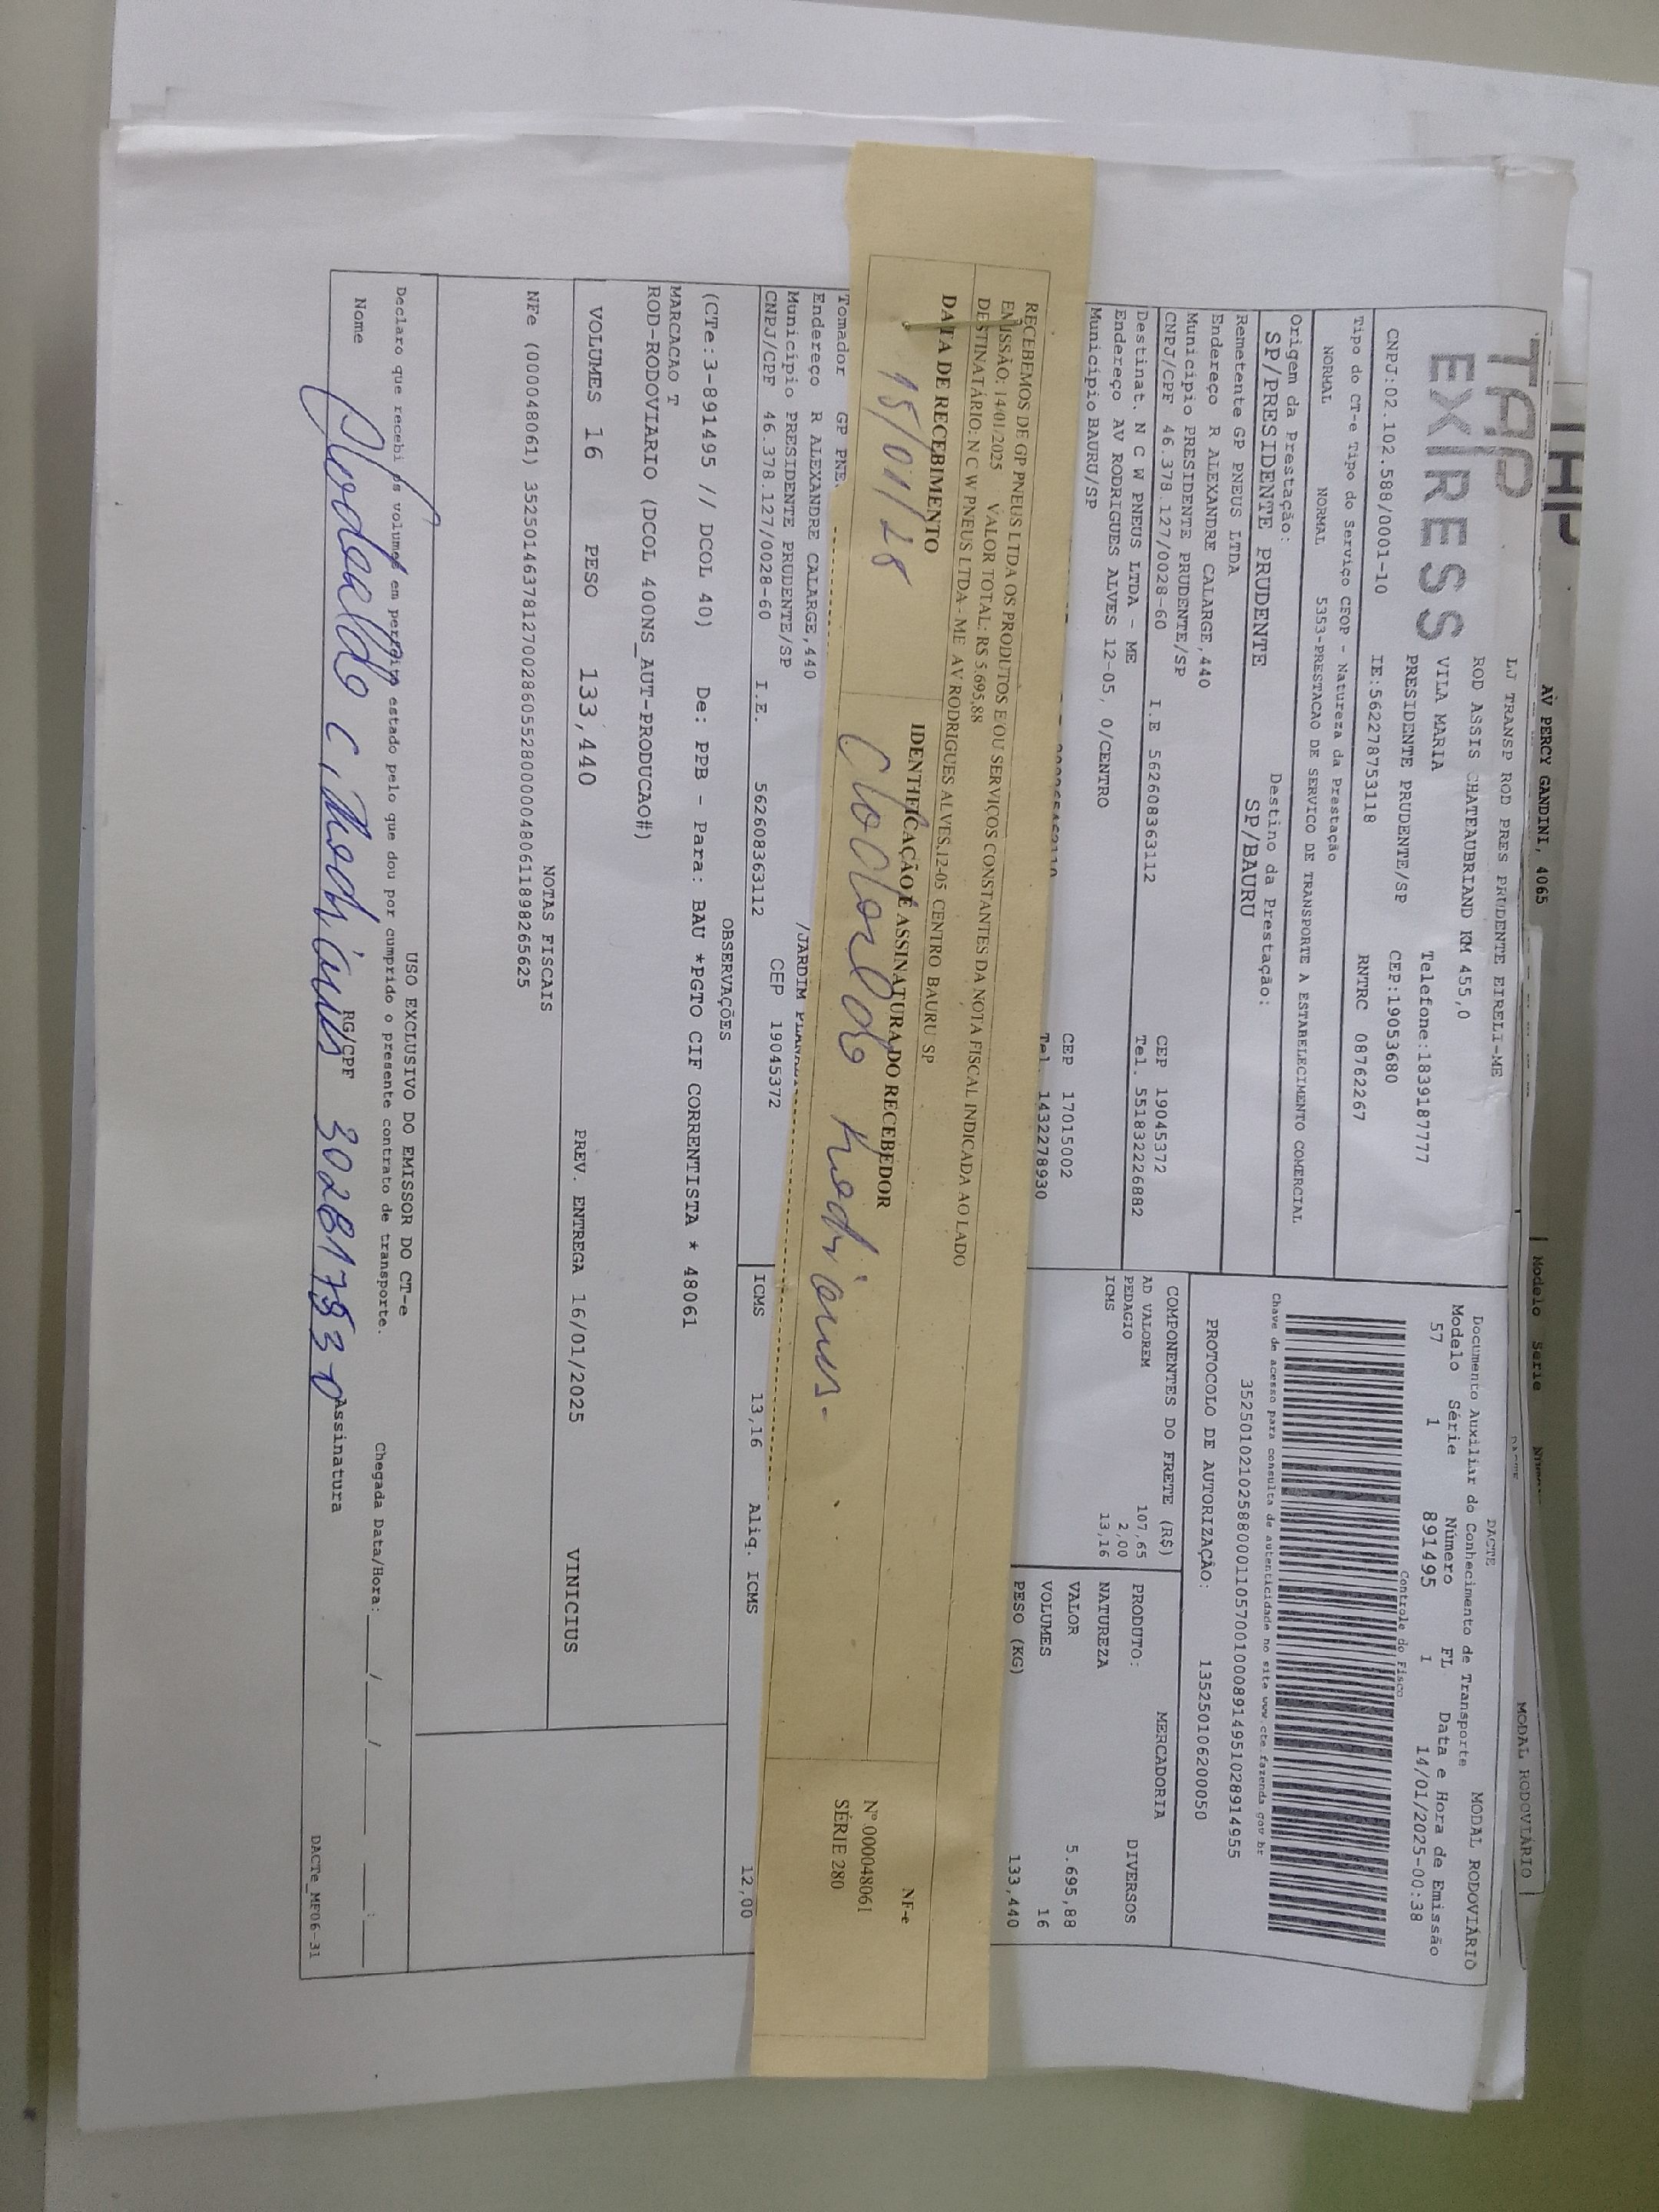 AV PERCY GANDINI, 4065
Modelo Serie
MODAL RODOVIÁRIO
TAP
EXPRESS
LJ TRANSP ROD PRES PRUDENTE EIRELI-ME
ROD ASSIS CHATEAUBRIAND KM 455,0
VILA MARIA
PRESIDENTE PRUDENTE/SP
Telefone:1839187777
CEP:19053680
CNPJ:02.102.588/0001-10 IE:562278753118 RNTRC 08762267
DACTE
Documento Auxiliar do Conhecimento de Transporte
MODAL RODOVIÁRIO
Modelo Série Número FL Data e Hora de Emissão
57 1 891495 1 14/01/2025-00:38
Controle do Fisco
Chave de acesso para consulta de autenticidade no site www.cte.fazenda.gov.br
35250102102588000110570010008914951028914955
PROTOCOLO DE AUTORIZAÇÃO: 135250106200050
Tipo do CT-e Tipo do Serviço CFOP - Natureza da Prestação
NORMAL NORMAL 5353-PRESTACAO DE SERVICO DE TRANSPORTE A ESTABELECIMENTO COMERCIAL
Origem da Prestação: Destino da Prestação:
SP/PRESIDENTE PRUDENTE SP/BAURU
Remetente GP PNEUS LTDA
Endereço R ALEXANDRE CALARGE,440
Municipio PRESIDENTE PRUDENTE/SP CEP 19045372
CNPJ/CPF 46.378.127/0028-60 I.E 562608363112 Tel. 551832226882
Destinat. N C W PNEUS LTDA - ME
Endereço AV RODRIGUES ALVES 12-05, 0/CENTRO
Municipio BAURU/SP CEP 17015002
Tel. 1432278930
COMPONENTES DO FRETE (R$)
AD VALOREM 107,65
PEDAGIO 2,00
ICMS 13,16
MERCADORIA
PRODUTO: DIVERSOS
NATUREZA
VALOR 5.695,88
VOLUMES 16
PESO (KG) 133,440
RECEBEMOS DE GP PNEUS LTDA OS PRODUTOS E/OU SERVIÇOS CONSTANTES DA NOTA FISCAL INDICADA AO LADO
EMISSÃO: 14/01/2025 VALOR TOTAL: R$ 5.695,88
DESTINATÁRIO: N C W PNEUS LTDA - ME AV RODRIGUES ALVES,12-05 CENTRO BAURU SP
DATA DE RECEBIMENTO IDENTIFICAÇÃO E ASSINATURA DO RECEBEDOR
15/01/25 Clodoaldo Rodrigues.
NF-e
Nº.000048061
SÉRIE 280
Tomador GP PNE
Endereço R ALEXANDRE CALARGE,440 /JARDIM
Município PRESIDENTE PRUDENTE/SP CEP 19045372
CNPJ/CPF 46.378.127/0028-60 I.E. 562608363112
ICMS 13,16 Aliq. ICMS 12,00
OBSERVAÇÕES
(CTe:3-891495 // DCOL 40) De: PPB - Para: BAU *PGTO CIF CORRENTISTA * 48061
MARCACAO T
ROD-RODOVIARIO (DCOL 400NS_AUT-PRODUCAO#)
VOLUMES 16 PESO 133,440 PREV. ENTREGA 16/01/2025 VINICIUS
NOTAS FISCAIS
NFe (000048061) 35250146378127002860552800000480611898265625
USO EXCLUSIVO DO EMISSOR DO CT-e
Declaro que recebi os volumes em perfeito estado pelo que dou por cumprido o presente contrato de transporte.
Chegada Data/Hora:___/___/_____ ___:___
Nome Clodoaldo C. Rodrigues RG/CPF 302817530 Assinatura
DACTe_MF06-31